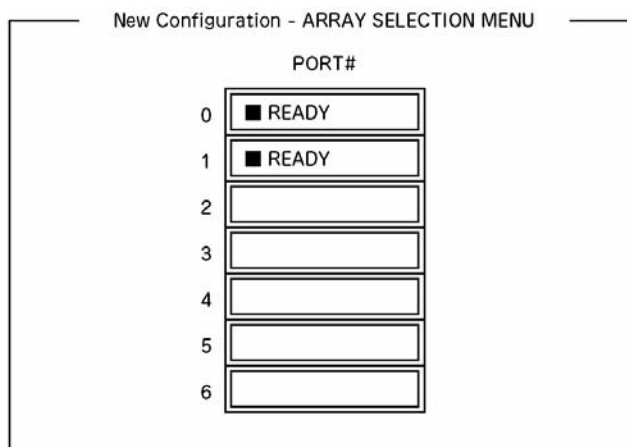 New Configuration - ARRAY SELECTION MENU
PORT#
0 ■ READY
1 ■ READY
2
3
4
5
6